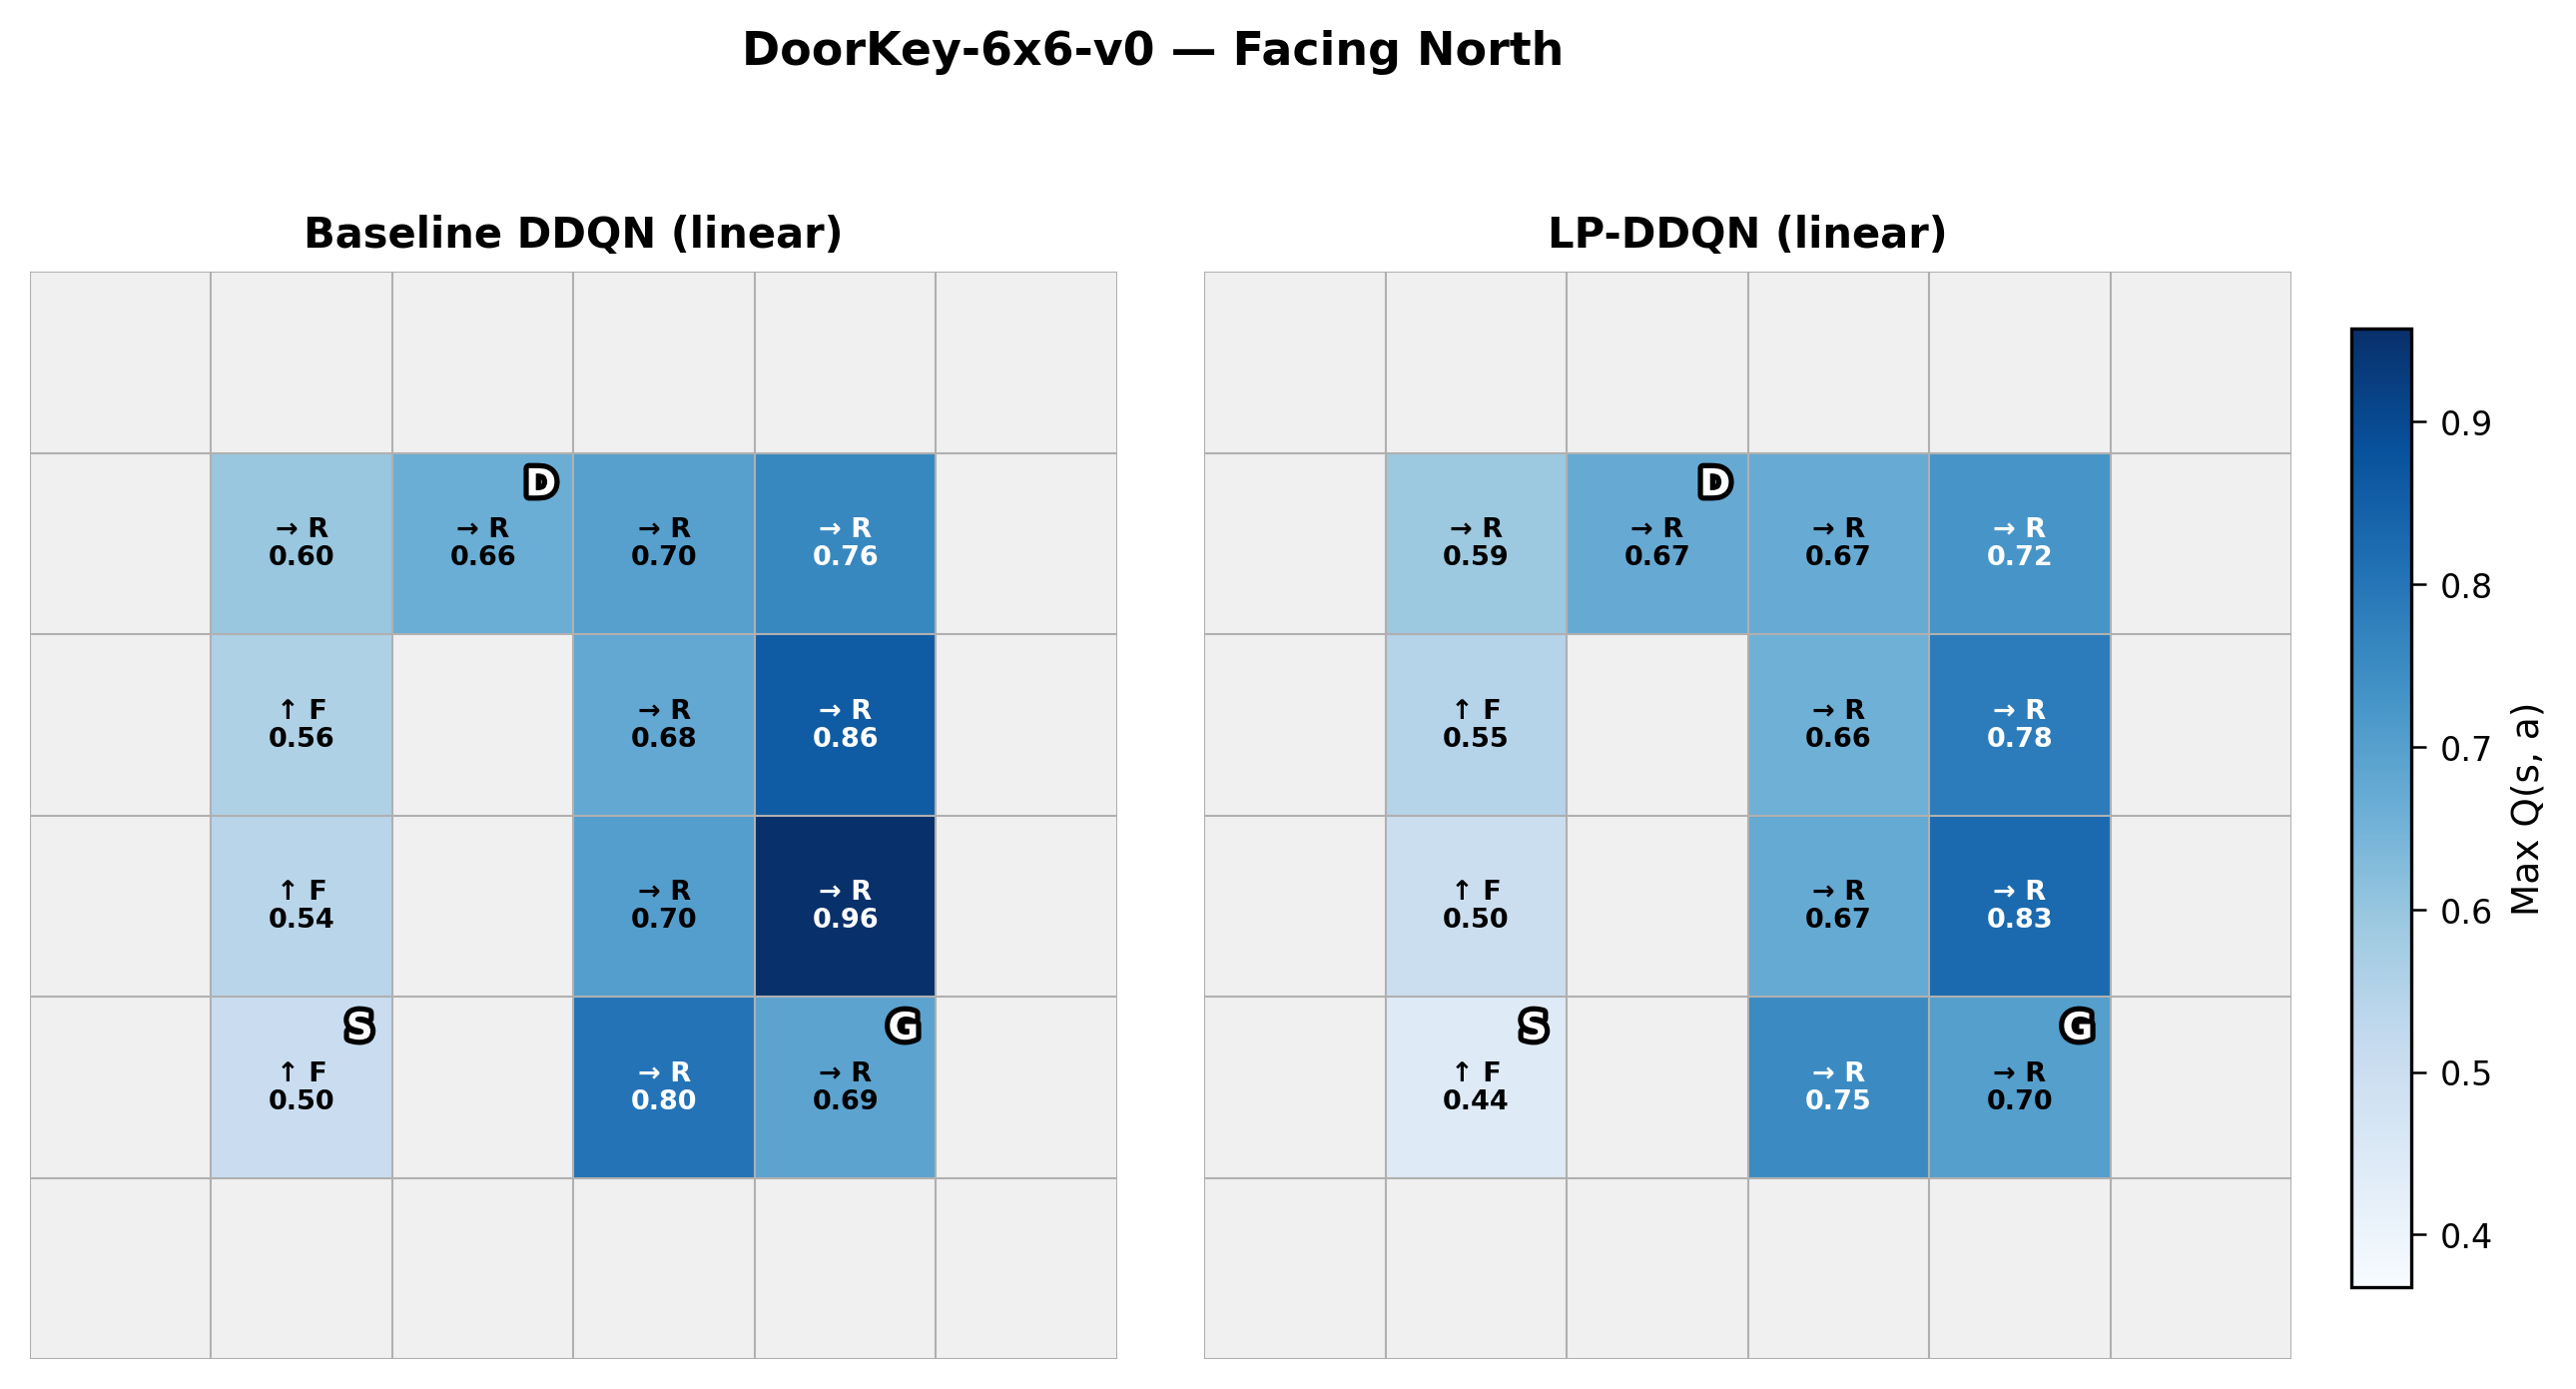 DoorKey-6x6-v0 — Facing North
Baseline DDQN (linear)
D
→ R → R → R → R
0.60 0.66 0.70 0.76
↑ F → R → R
0.56 0.68 0.86
↑ F → R → R
0.54 0.70 0.96
S G
↑ F → R → R
0.50 0.80 0.69
LP-DDQN (linear)
D
→ R → R → R → R
0.59 0.67 0.67 0.72
↑ F → R → R
0.55 0.66 0.78
↑ F → R → R
0.50 0.67 0.83
S G
↑ F → R → R
0.44 0.75 0.70
0.9
0.8
0.7
0.6
0.5
0.4
Max Q(s, a)